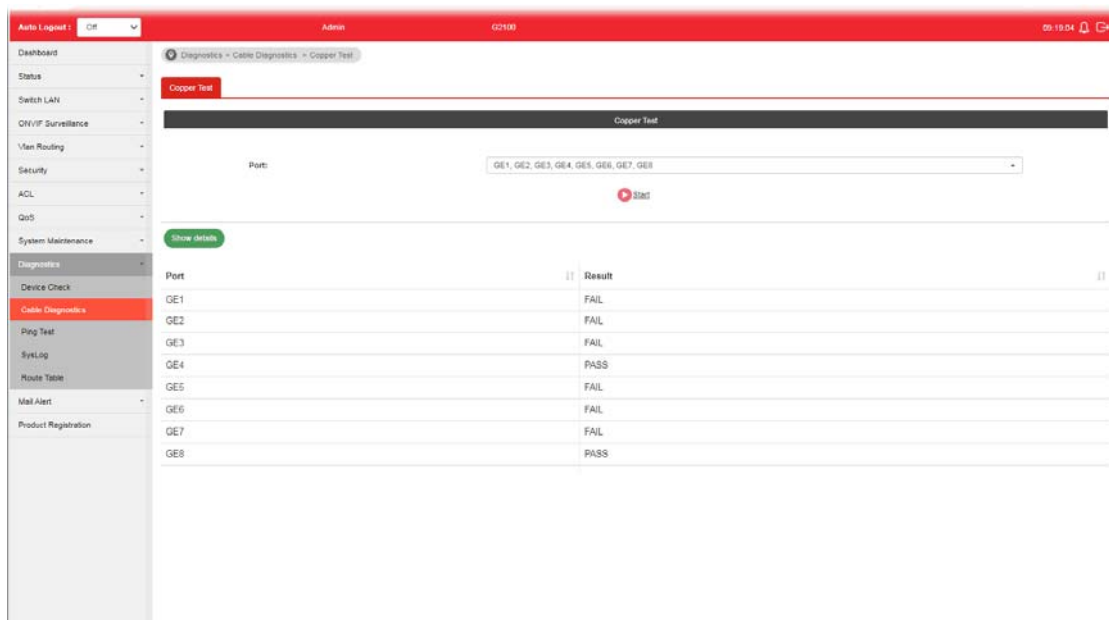 Auto Logout : Off Admin G2100 09:19:04
Dashboard
Status
Switch LAN
ONVIF Surveillance
Vlan Routing
Security
ACL
QoS
System Maintenance
Diagnostics
Device Check
Cable Diagnostics
Ping Test
SysLog
Route Table
Mail Alert
Product Registration
Diagnostics » Cable Diagnostics » Copper Test
Copper Test
Copper Test
Port: GE1, GE2, GE3, GE4, GE5, GE6, GE7, GE8
Start
Show details
Port Result
GE1 FAIL
GE2 FAIL
GE3 FAIL
GE4 PASS
GE5 FAIL
GE6 FAIL
GE7 FAIL
GE8 PASS